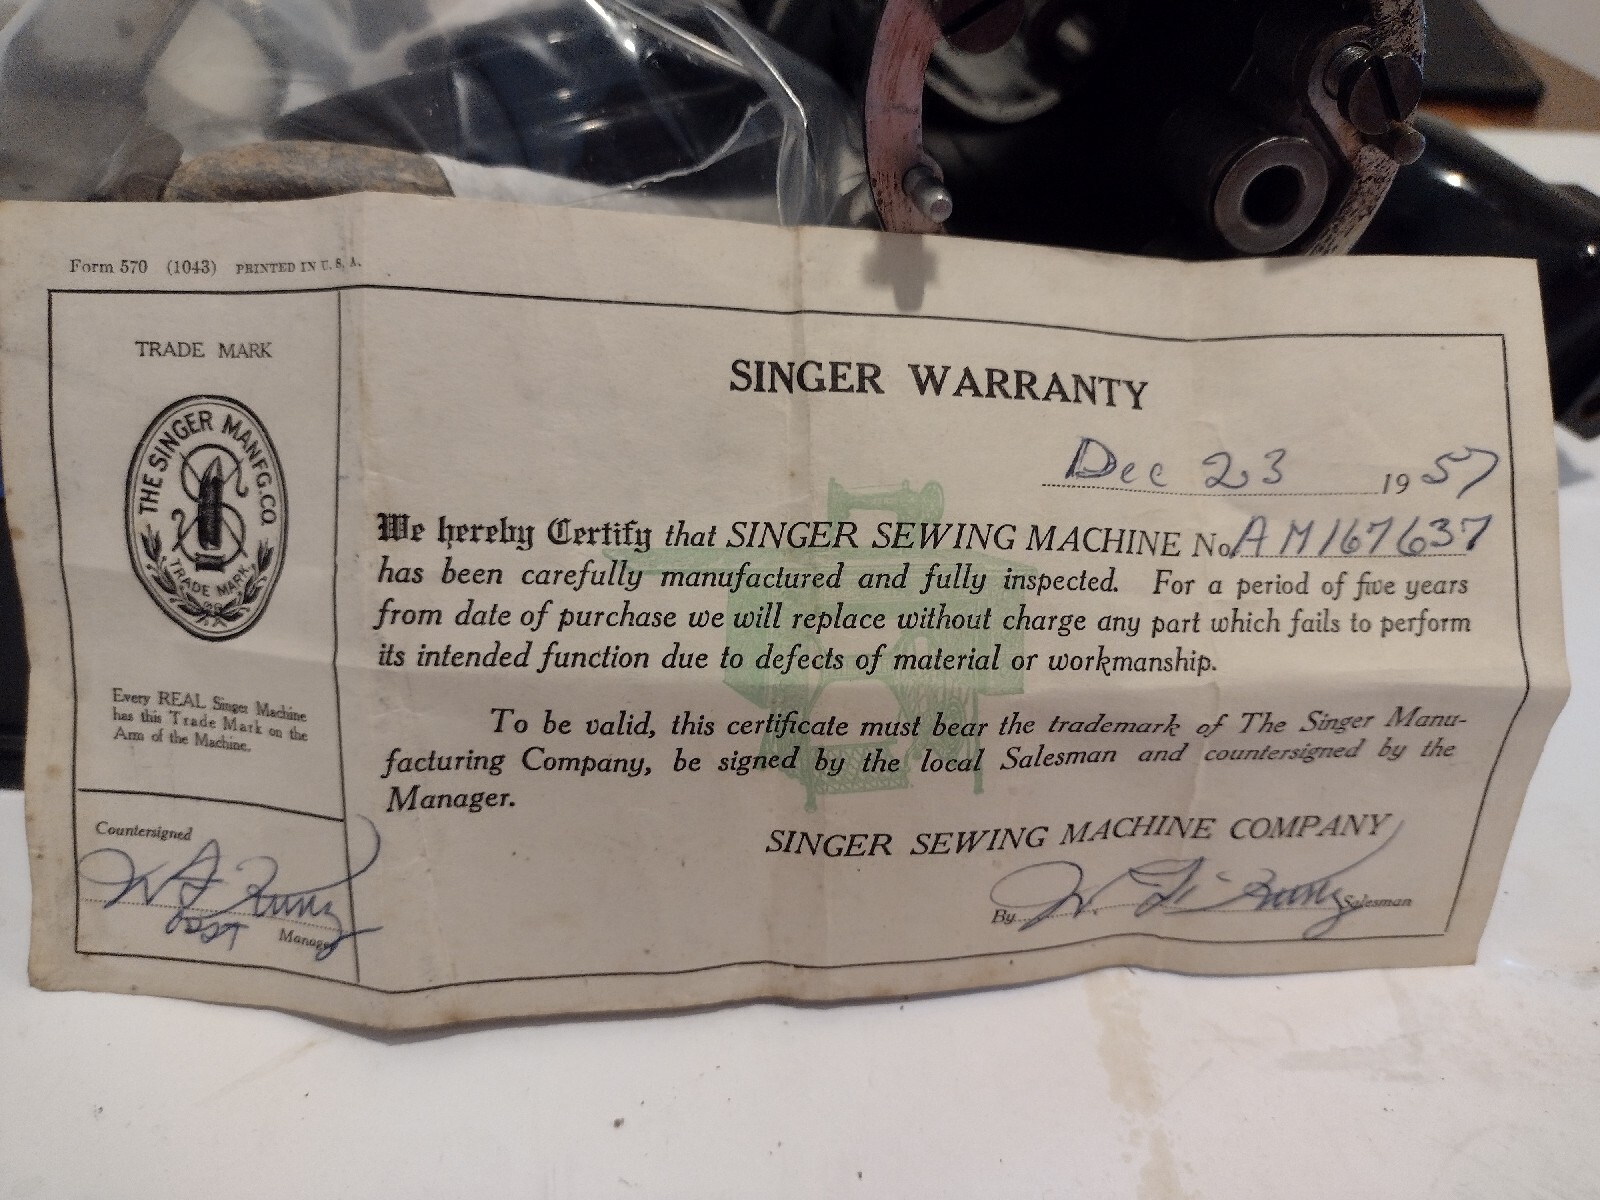 Form 570 (1043) PRINTED IN U. S. A.
TRADE MARK
THE SINGER MANFG. CO.
TRADE MARK
Every REAL Singer Machine
has this Trade Mark on the
Arm of the Machine.
Countersigned
Manager
SINGER WARRANTY
Dec 23 1957
We hereby Certify that SINGER SEWING MACHINE No. AM167637
has been carefully manufactured and fully inspected. For a period of five years
from date of purchase we will replace without charge any part which fails to perform
its intended function due to defects of material or workmanship.
To be valid, this certificate must bear the trademark of The Singer Manu-
facturing Company, be signed by the local Salesman and countersigned by the
Manager.
SINGER SEWING MACHINE COMPANY
By Salesman